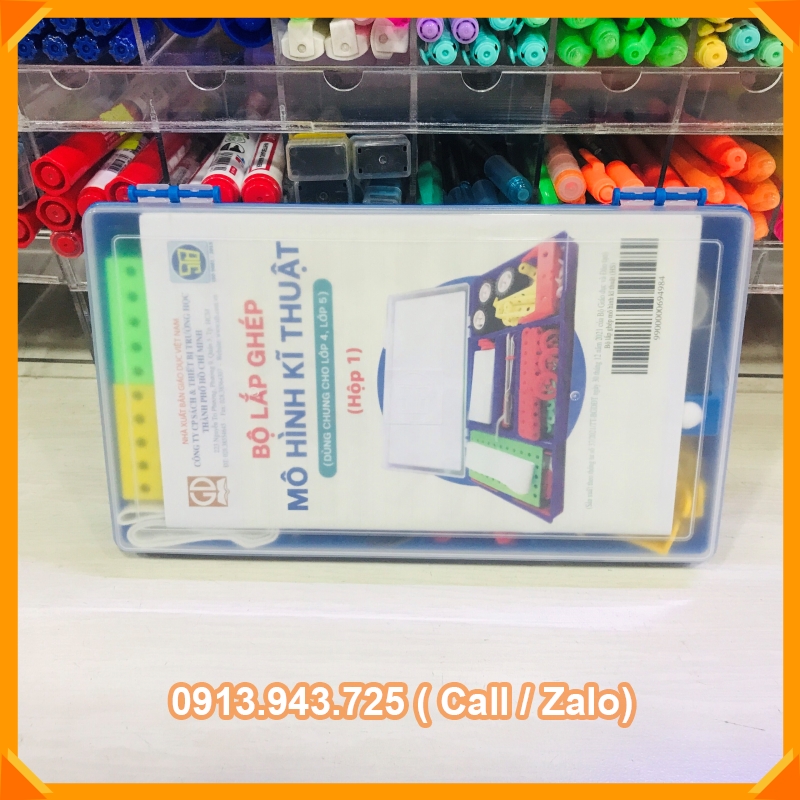 NHÀ XUẤT BẢN GIÁO DỤC VIỆT NAM
CÔNG TY CP SÁCH & THIẾT BỊ TRƯỜNG HỌC
THÀNH PHỐ HỒ CHÍ MINH
BỘ LẮP GHÉP
MÔ HÌNH KĨ THUẬT
(DÙNG CHUNG CHO LỚP 4, LỚP 5)
(Hộp 1)
9900000694984
0913.943.725 ( Call / Zalo)